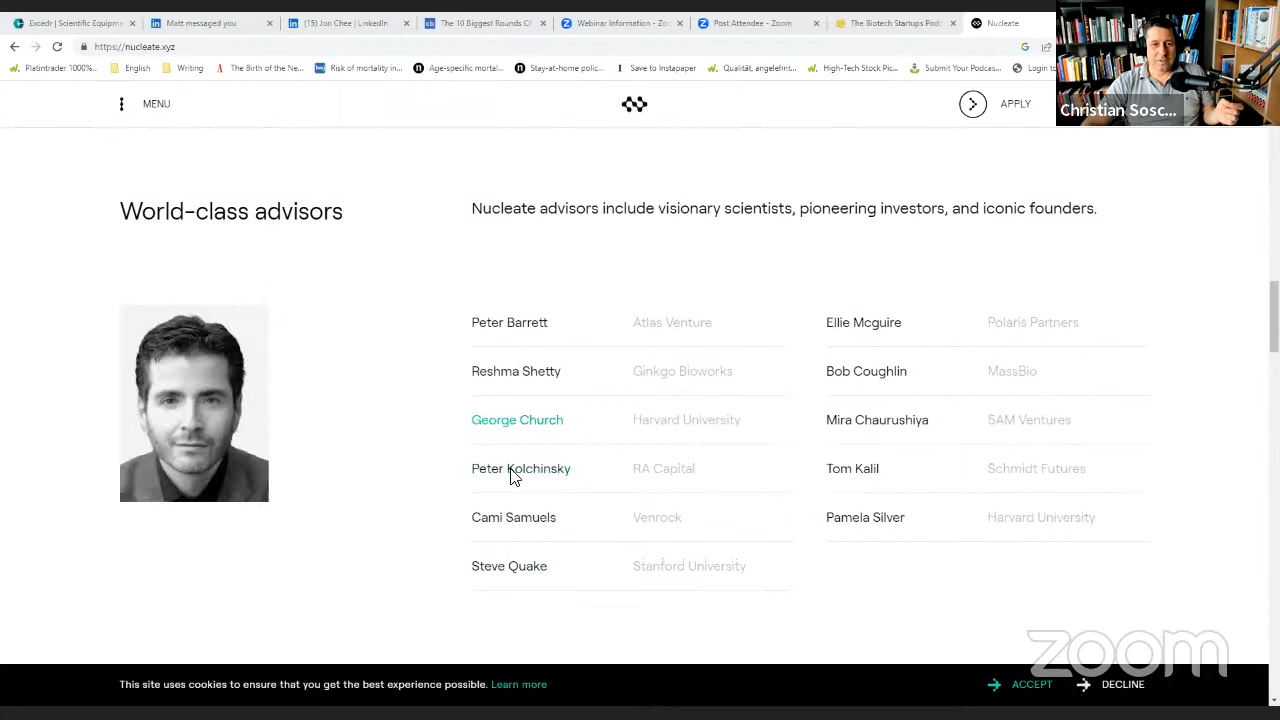 Excedr | Scientific Equipme
Matt messaged you
(15) Jon Chee | LinkedIn
The 10 Biggest Rounds Of
Webinar Information - Zo
Post Attendee - Zoom
The Biotech Startups Pod
Nucleate
https://nucleate.xyz
Platintrader 1000%...
English
Writing
The Birth of the Ne...
Risk of mortality in...
Age-specific mortal...
Stay-at-home polic...
Save to Instapaper
Qualität, angelehnt...
High-Tech Stock Pic...
Submit Your Podcas...
Login to
Christian Sosc...
MENU
APPLY
World-class advisors
Nucleate advisors include visionary scientists, pioneering investors, and iconic founders.
Peter Barrett Atlas Venture
Reshma Shetty Ginkgo Bioworks
George Church Harvard University
Peter Kolchinsky RA Capital
Cami Samuels Venrock
Steve Quake Stanford University
Ellie Mcguire Polaris Partners
Bob Coughlin MassBio
Mira Chaurushiya 5AM Ventures
Tom Kalil Schmidt Futures
Pamela Silver Harvard University
zoom
This site uses cookies to ensure that you get the best experience possible. Learn more
ACCEPT
DECLINE